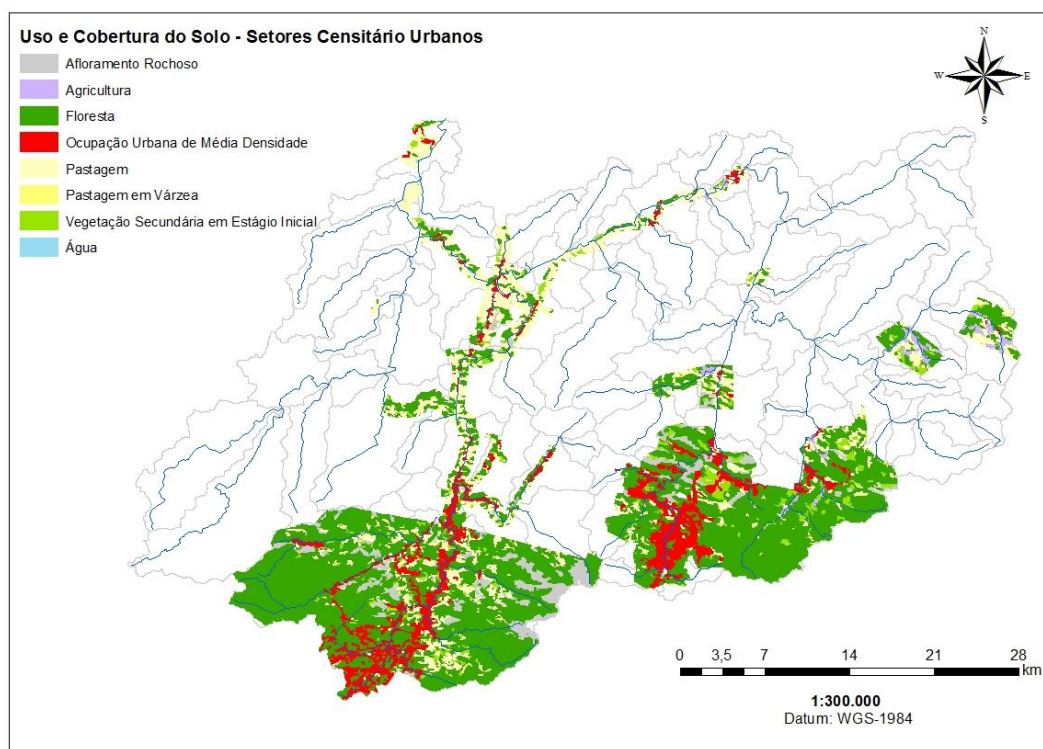 Uso e Cobertura do Solo - Setores Censitário Urbanos
Afloramento Rochoso
Agricultura
Floresta
Ocupação Urbana de Média Densidade
Pastagem
Pastagem em Várzea
Vegetação Secundária em Estágio Inicial
Água
N
W E
S
0 3,5 7 14 21 28
km
1:300.000
Datum: WGS-1984